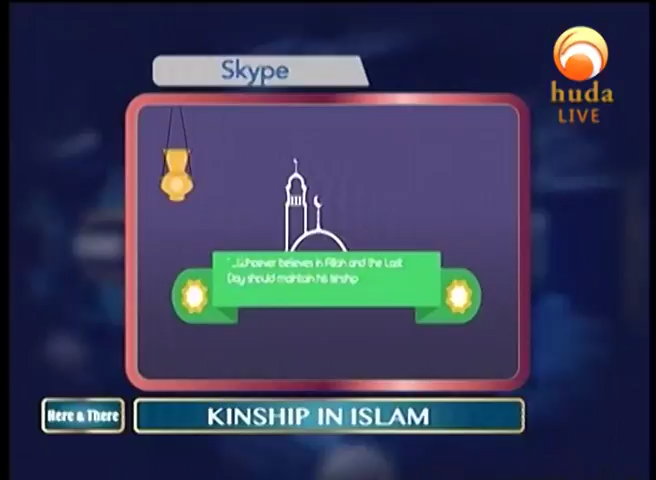 Skype
huda
LIVE
"...Whoever believes in Allah and the Last
Day should maintain his kinship
Here & There
KINSHIP IN ISLAM